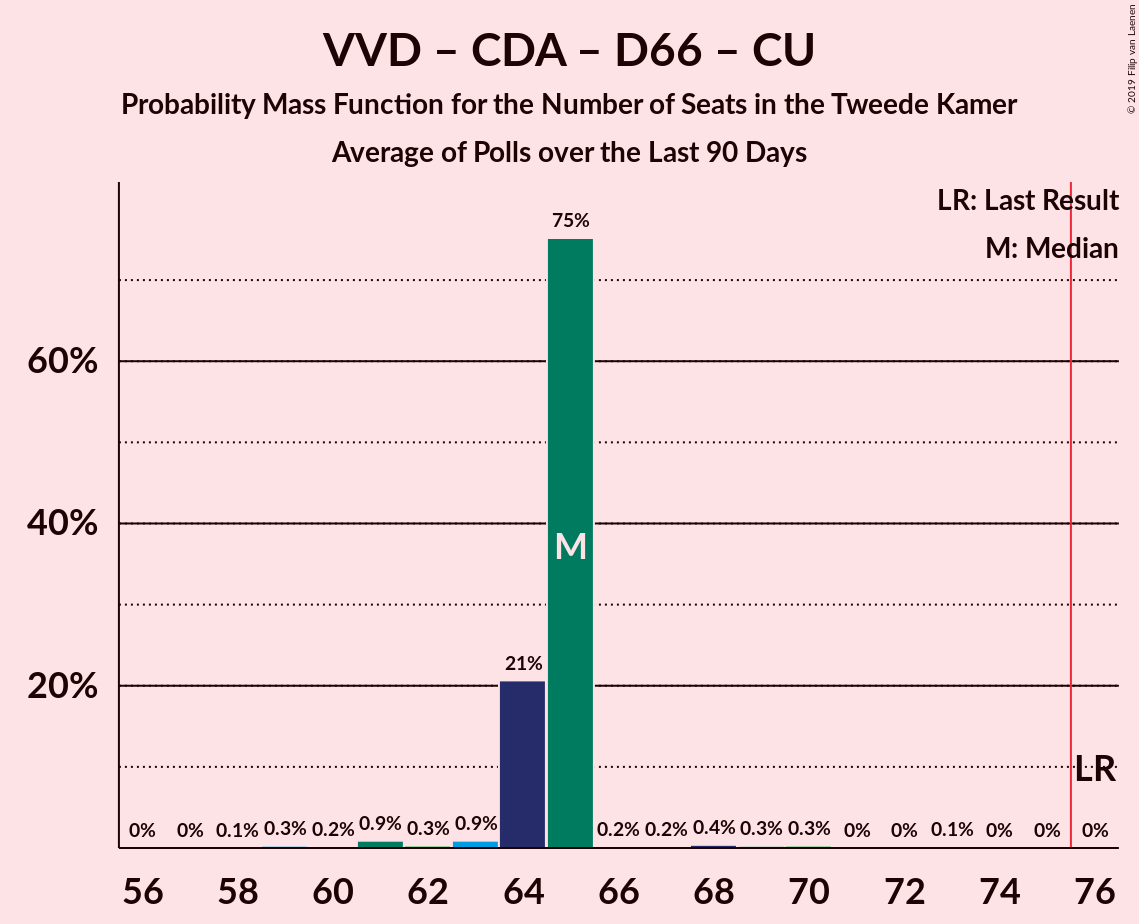 VVD – CDA – D66 – CU
Probability Mass Function for the Number of Seats in the Tweede Kamer
Average of Polls over the Last 90 Days
© 2019 Filip van Laenen
LR: Last Result
M: Median
75%
60%
40%
M
21%
20%
LR
0% 0% 0.1% 0.3% 0.2% 0.9% 0.3% 0.9% 0.2% 0.2% 0.4% 0.3% 0.3% 0% 0% 0.1% 0% 0% 0%
56 58 60 62 64 66 68 70 72 74 76